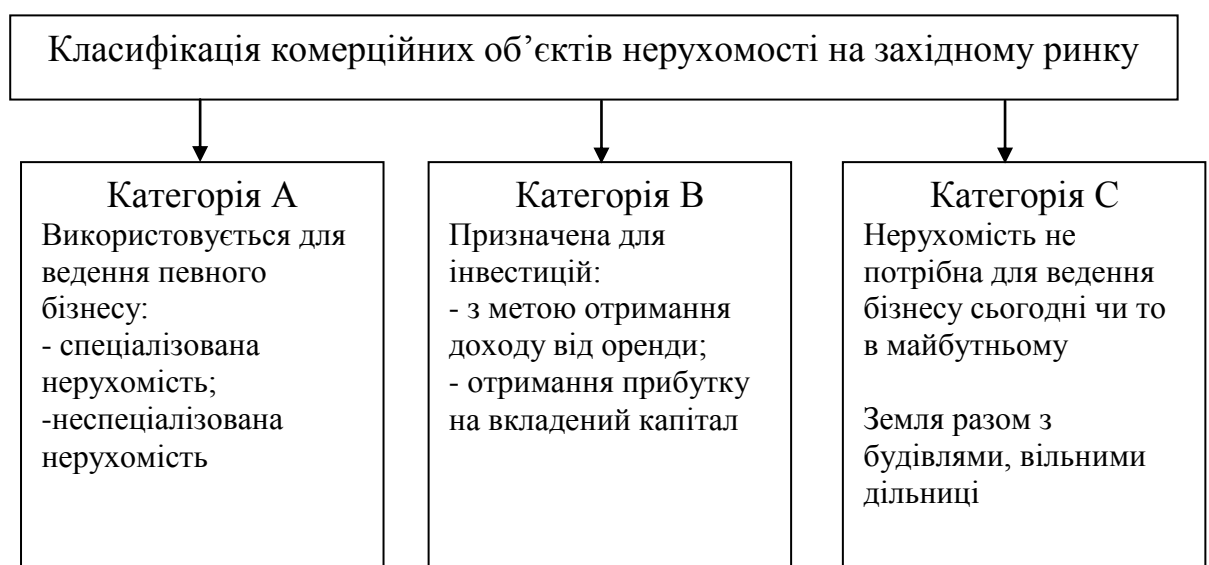 Класифікація комерційних об’єктів нерухомості на західному ринку
Категорія А
Використовується для
ведення певного
бізнесу:
- спеціалізована
нерухомість;
-неспеціалізована
нерухомість
Категорія В
Призначена для
інвестицій:
- з метою отримання
доходу від оренди;
- отримання прибутку
на вкладений капітал
Категорія С
Нерухомість не
потрібна для ведення
бізнесу сьогодні чи то
в майбутньому
Земля разом з
будівлями, вільними
дільниці